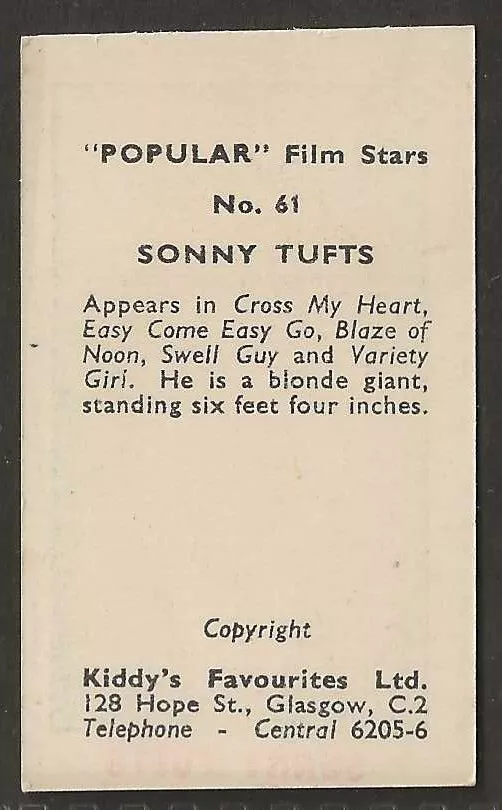 "POPULAR" Film Stars
No. 61
SONNY TUFTS
Appears in Cross My Heart,
Easy Come Easy Go, Blaze of
Noon, Swell Guy and Variety
Girl. He is a blonde giant,
standing six feet four inches.
Copyright
Kiddy's Favourites Ltd.
128 Hope St., Glasgow, C.2
Telephone - Central 6205-6